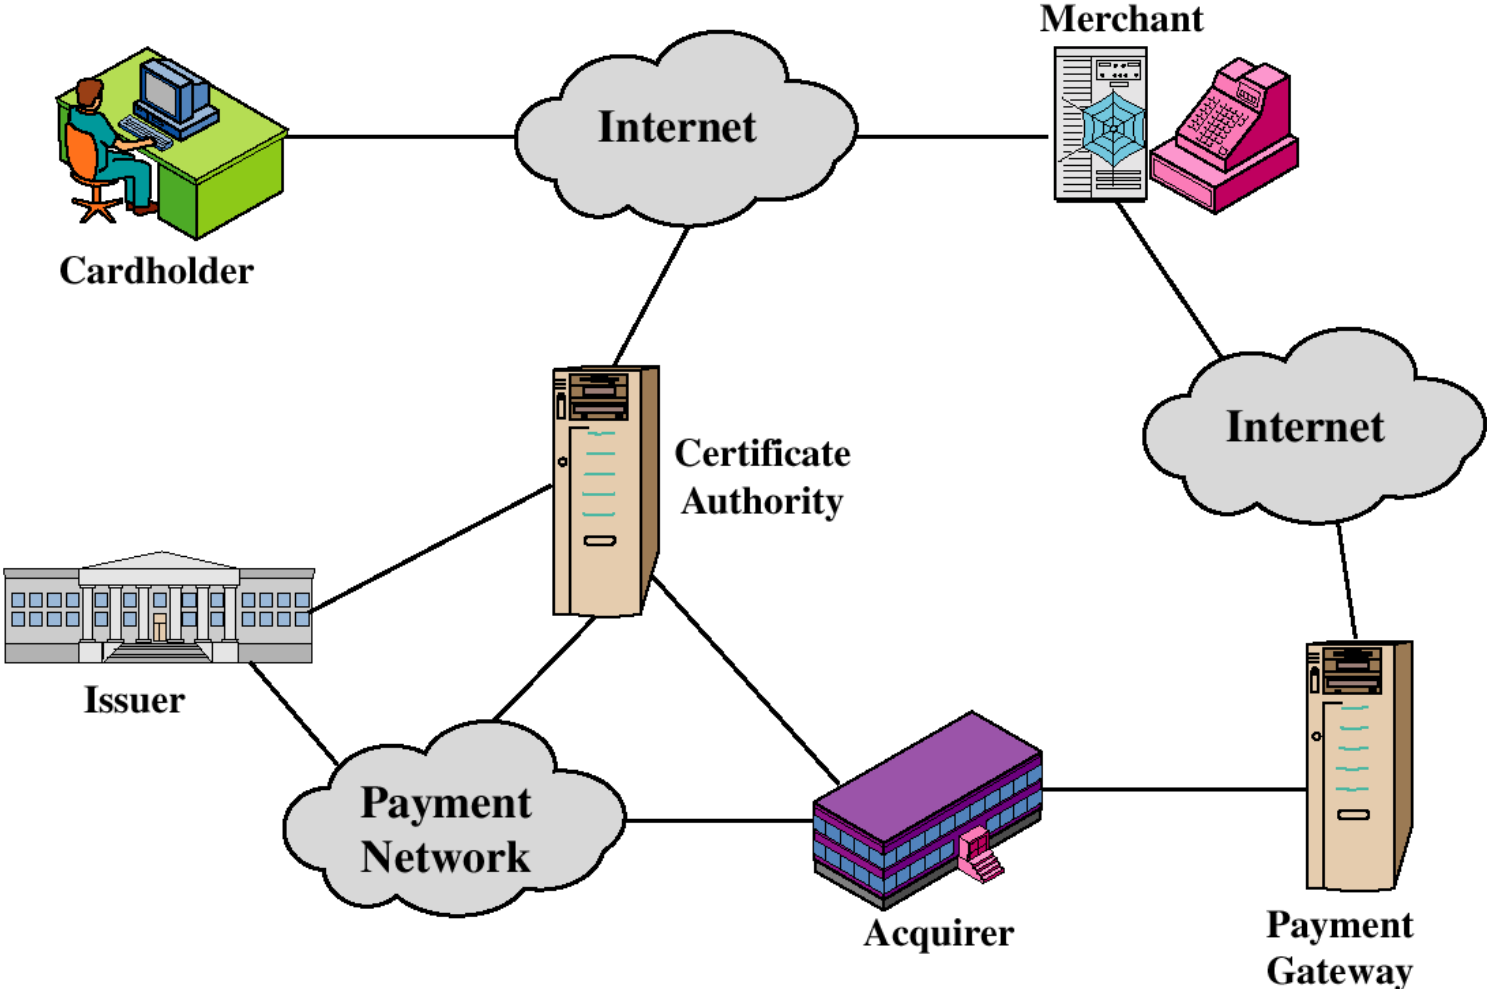 Merchant
Internet
Cardholder
Internet
Certificate
Authority
Issuer
Payment
Network
Acquirer
Payment
Gateway